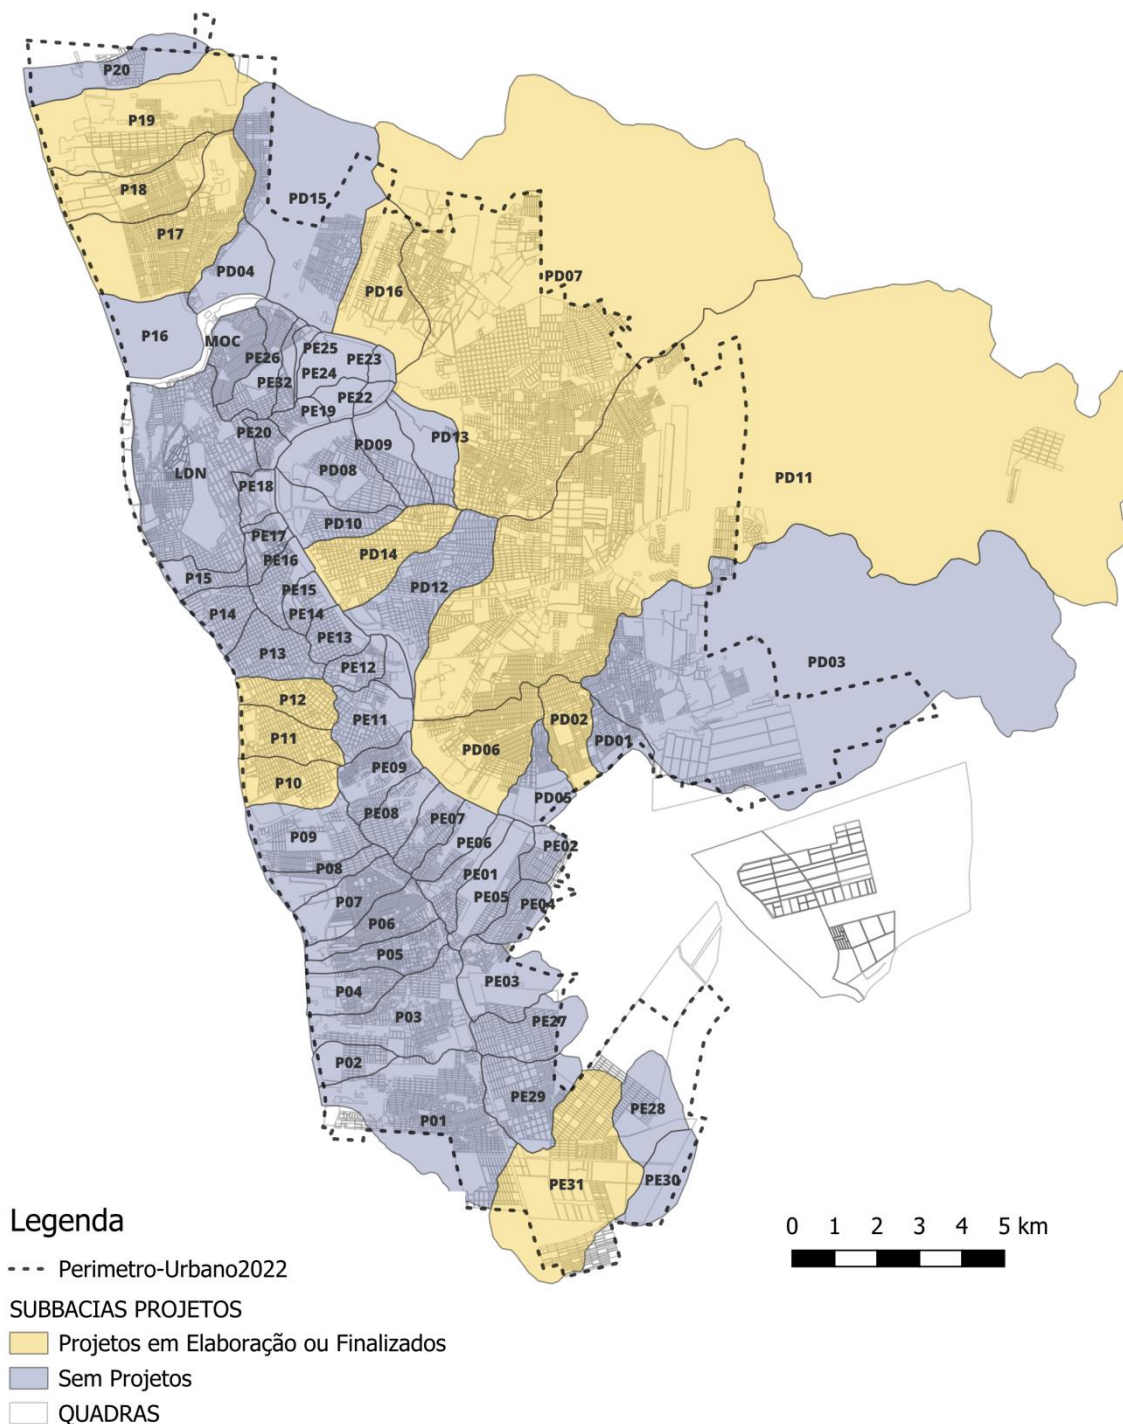 P20
P19
P18
PD15
P17
PD04
PD07
PD16
P16
MOC
PE25
PE26
PE23
PE24
PE32
PE22
PE19
PE20
PD13
PD09
LDN
PD08
PD11
PE18
PD10
PE17
PD14
PE16
P15
PD12
PE15
P14
PE14
PE13
P13
PE12
PD03
P12
PE11
PD02
P11
PD01
PD06
PE09
P10
PD05
PE08
PE07
P09
PE06
PE02
P08
PE01
P07
PE05
PE04
P06
P05
PE03
P04
P03
PE27
P02
PE29
PE28
P01
PE31
PE30
Legenda
Perimetro-Urbano2022
SUBBACIAS PROJETOS
Projetos em Elaboração ou Finalizados
Sem Projetos
QUADRAS
0 1 2 3 4 5 km